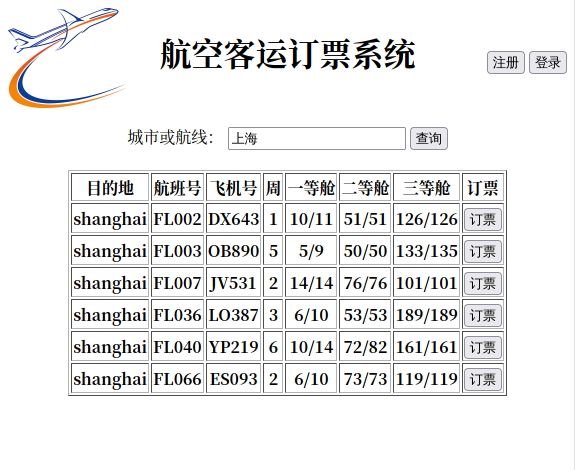 航空客运订票系统
注册 登录
城市或航线： 上海 查询
目的地 航班号 飞机号 周 一等舱 二等舱 三等舱 订票
shanghai FL002 DX643 1 10/11 51/51 126/126 订票
shanghai FL003 OB890 5 5/9 50/50 133/135 订票
shanghai FL007 JV531 2 14/14 76/76 101/101 订票
shanghai FL036 LO387 3 6/10 53/53 189/189 订票
shanghai FL040 YP219 6 10/14 72/82 161/161 订票
shanghai FL066 ES093 2 6/10 73/73 119/119 订票